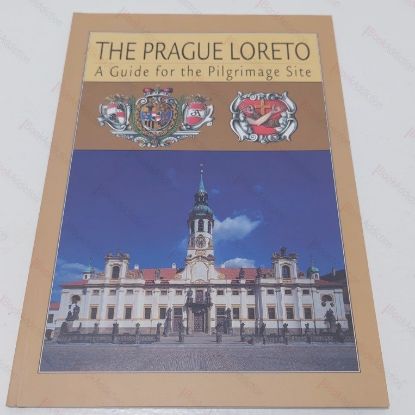 THE PRAGUE LORETO
A Guide for the Pilgrimage Site